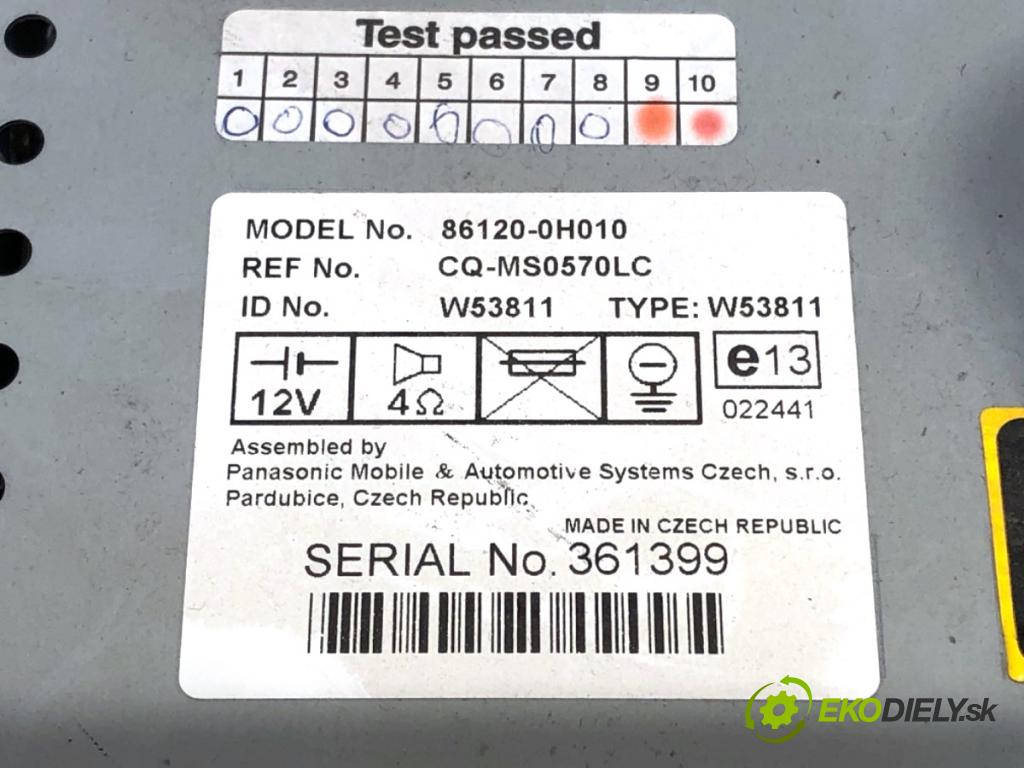 Test passed
1 2 3 4 5 6 7 8 9 10
MODEL No. 86120-0H010
REF No. CQ-MS0570LC
ID No. W53811 TYPE: W53811
12V 4Ω e13
022441
Assembled by
Panasonic Mobile & Automotive Systems Czech, s.r.o.
Pardubice, Czech Republic
MADE IN CZECH REPUBLIC
SERIAL No. 361399
EKODIELY.sk